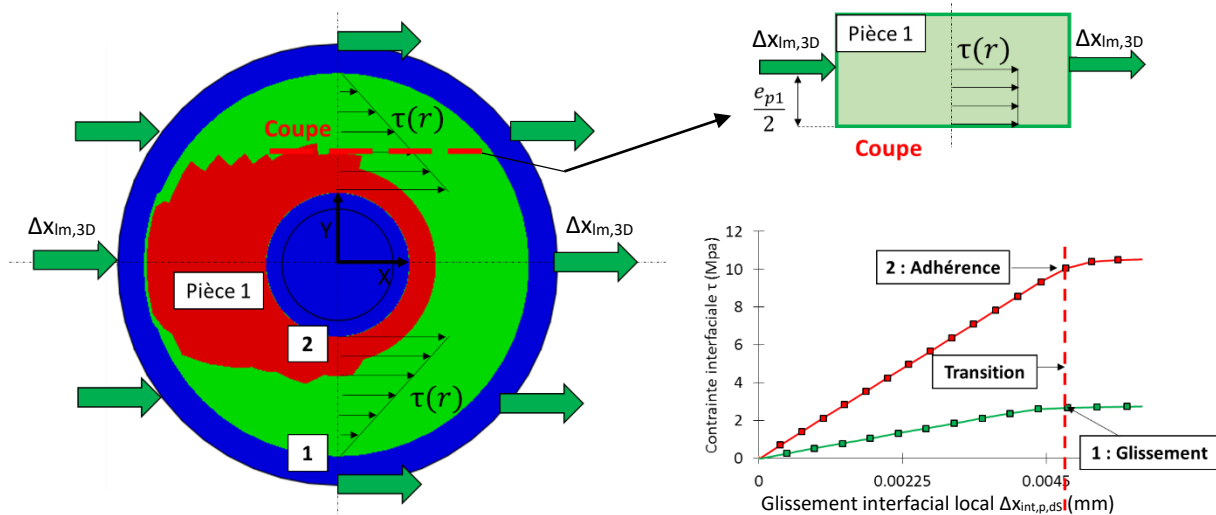 Δxlm,3D
Pièce 1
Δxlm,3D
τ(r)
ep1
2
Coupe
τ(r)
Coupe
Δxlm,3D
Δxlm,3D
Y
X
Pièce 1
2
τ(r)
1
Contrainte interfaciale τ (Mpa)
12
10
8
6
4
2
0
2 : Adhérence
Transition
1 : Glissement
0
0.00225
0.0045
Glissement interfacial local Δxint,p,dS (mm)